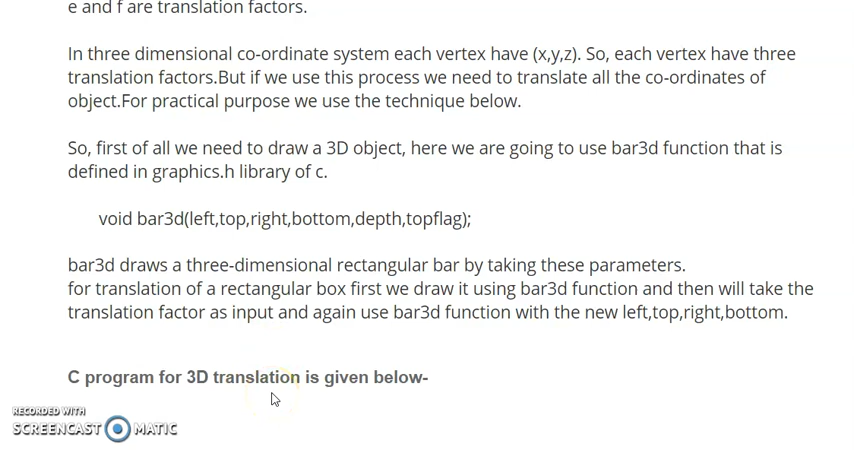 e and f are translation factors.
In three dimensional co-ordinate system each vertex have (x,y,z). So, each vertex have three
translation factors.But if we use this process we need to translate all the co-ordinates of
object.For practical purpose we use the technique below.
So, first of all we need to draw a 3D object, here we are going to use bar3d function that is
defined in graphics.h library of c.
void bar3d(left,top,right,bottom,depth,topflag);
bar3d draws a three-dimensional rectangular bar by taking these parameters.
for translation of a rectangular box first we draw it using bar3d function and then will take the
translation factor as input and again use bar3d function with the new left,top,right,bottom.
C program for 3D translation is given below-
RECORDED WITH
SCREENCAST MATIC